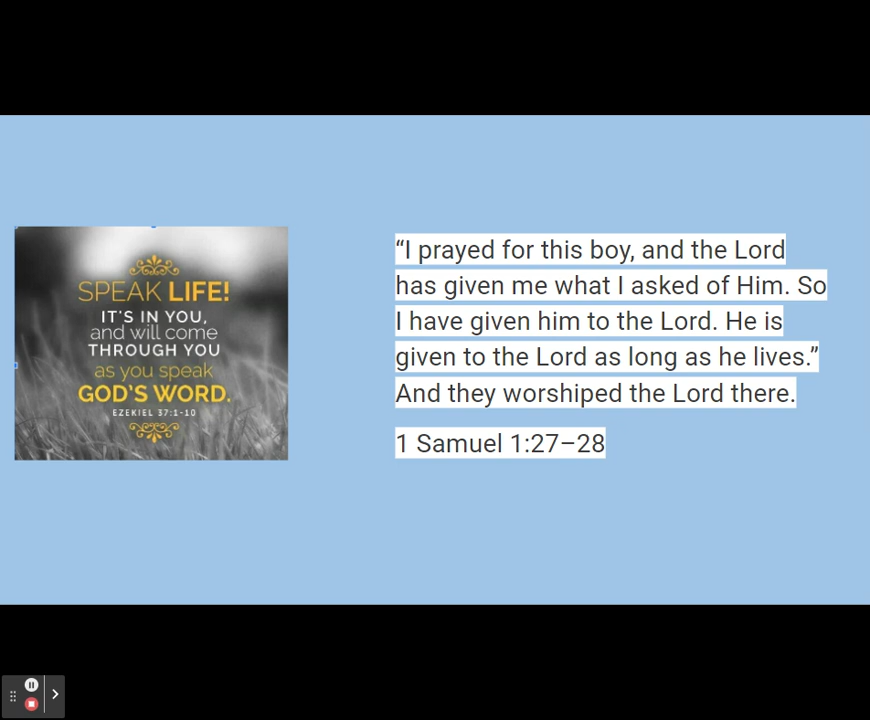 SPEAK LIFE!
IT'S IN YOU,
and will come
THROUGH YOU
as you speak
GOD'S WORD.
EZEKIEL 37:1-10
“I prayed for this boy, and the Lord
has given me what I asked of Him. So
I have given him to the Lord. He is
given to the Lord as long as he lives.”
And they worshiped the Lord there.
1 Samuel 1:27–28